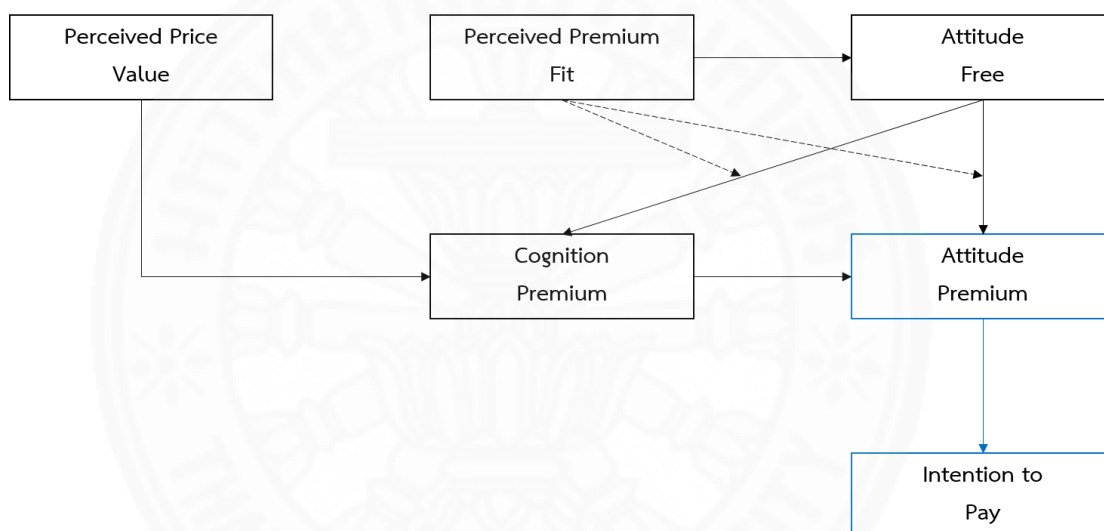 Perceived Price
Value
Perceived Premium
Fit
Attitude
Free
Cognition
Premium
Attitude
Premium
Intention to
Pay